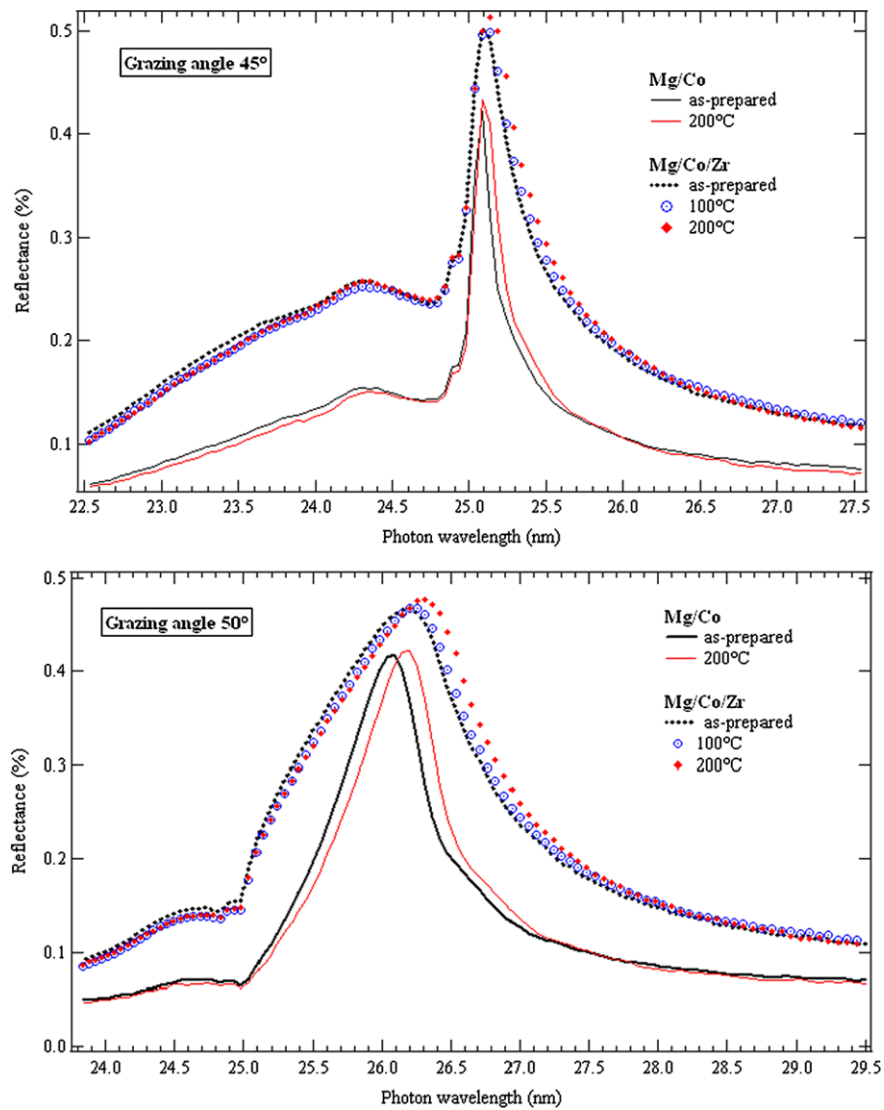 0.5
0.4
0.3
0.2
0.1
Reflectance (%)
Grazing angle 45°
Mg/Co
as-prepared
200°C
Mg/Co/Zr
as-prepared
100°C
200°C
22.5 23.0 23.5 24.0 24.5 25.0 25.5 26.0 26.5 27.0 27.5
Photon wavelength (nm)
0.5
0.4
0.3
0.2
0.1
0.0
Reflectance (%)
Grazing angle 50°
Mg/Co
as-prepared
200°C
Mg/Co/Zr
as-prepared
100°C
200°C
24.0 24.5 25.0 25.5 26.0 26.5 27.0 27.5 28.0 28.5 29.0 29.5
Photon wavelength (nm)